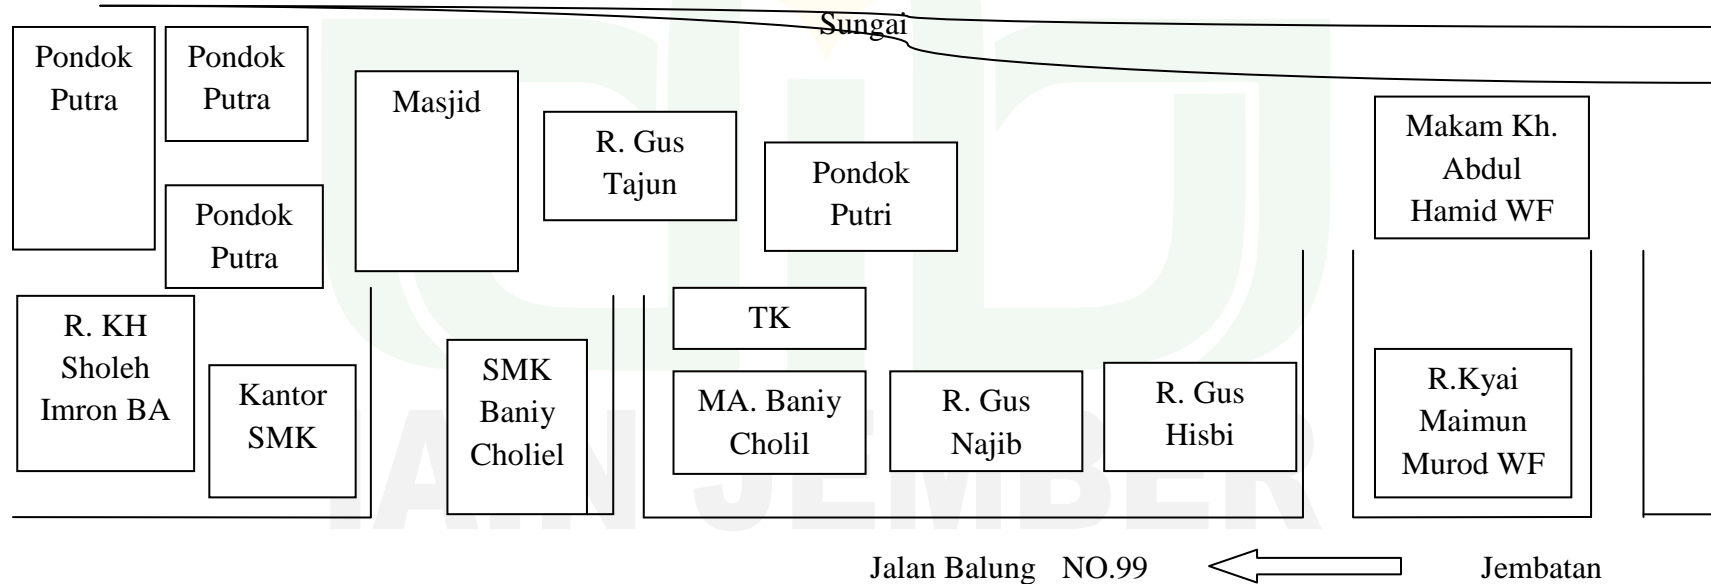 Sungai
Pondok
Putra
Pondok
Putra
Masjid
R. Gus
Tajun
Pondok
Putri
Makam Kh.
Abdul
Hamid WF
Pondok
Putra
R. KH
Sholeh
Imron BA
Kantor
SMK
SMK
Baniy
Choliel
TK
MA. Baniy
Cholil
R. Gus
Najib
R. Gus
Hisbi
R.Kyai
Maimun
Murod WF
IAIN JEMBER
Jalan Balung NO.99
Jembatan